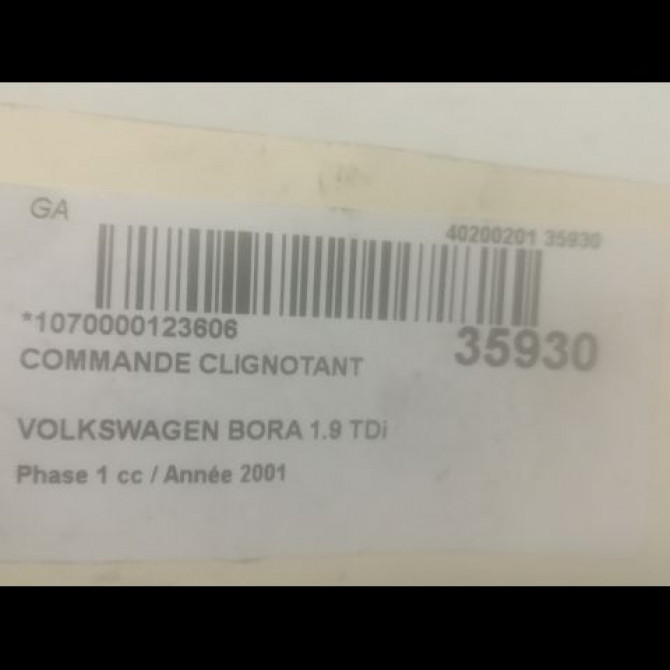 GA
40200201 35930
*1070000123606
35930
COMMANDE CLIGNOTANT
VOLKSWAGEN BORA 1.9 TDi
Phase 1 cc / Année 2001